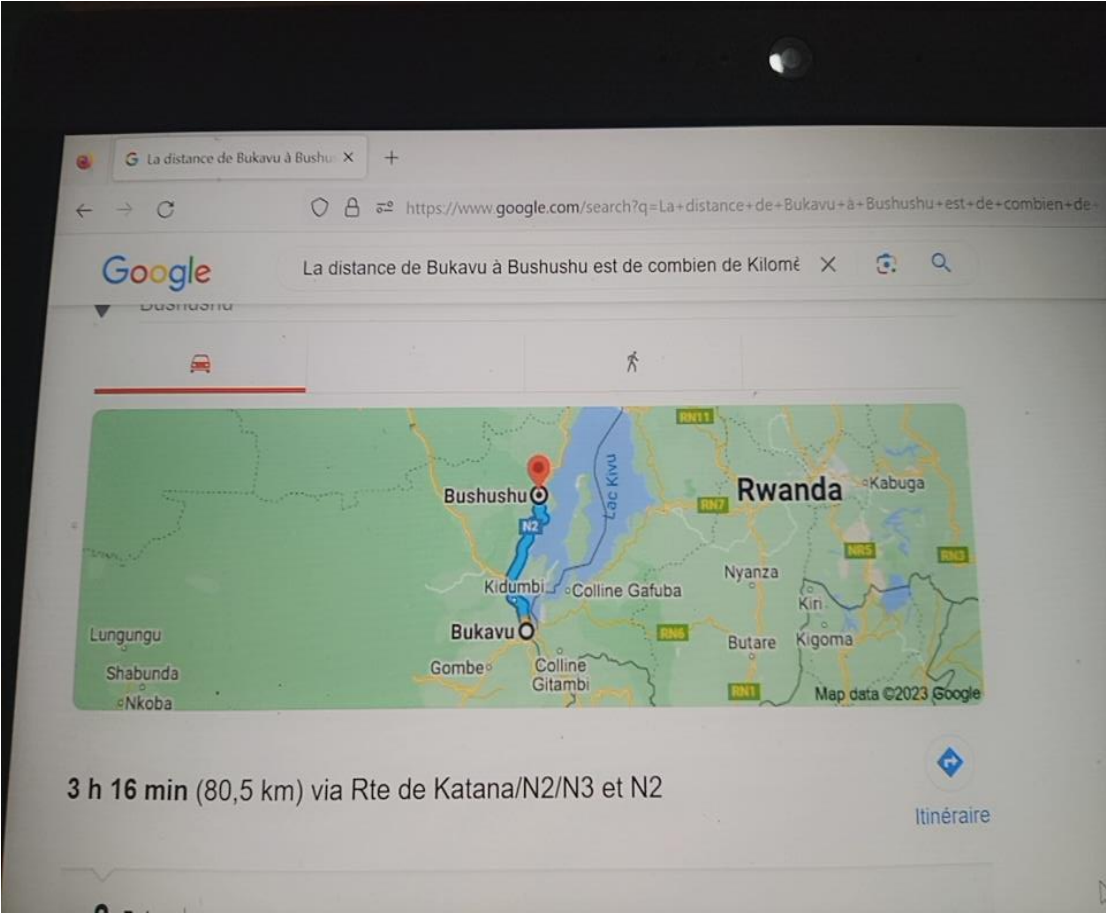 La distance de Bukavu à Bushu
https://www.google.com/search?q=La+distance+de+Bukavu+à+Bushushu+est+de+combien+de+
Google
La distance de Bukavu à Bushushu est de combien de Kilomè
Bushushu
RN11
Lac Kivu
Bushushu
Rwanda
Kabuga
RN7
N2
NR5
RN3
Kidumbi
Colline Gafuba
Nyanza
Kiri
Lungungu
Bukavu
RN6
Butare
Kigoma
Shabunda
Gombe
Colline
Gitambi
Nkoba
RN1
Map data ©2023 Google
3 h 16 min (80,5 km) via Rte de Katana/N2/N3 et N2
Itinéraire